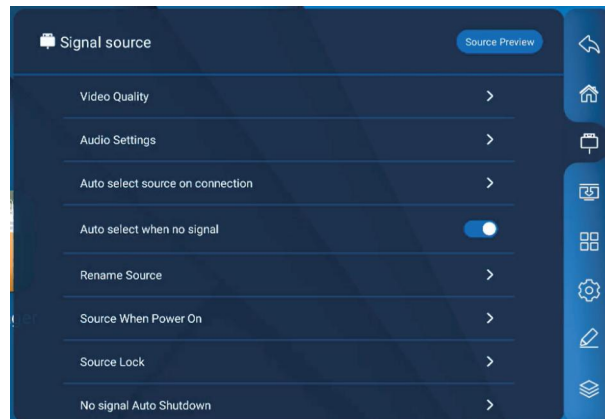 Signal source
Source Preview
Video Quality
Audio Settings
Auto select source on connection
Auto select when no signal
Rename Source
Source When Power On
Source Lock
No signal Auto Shutdown